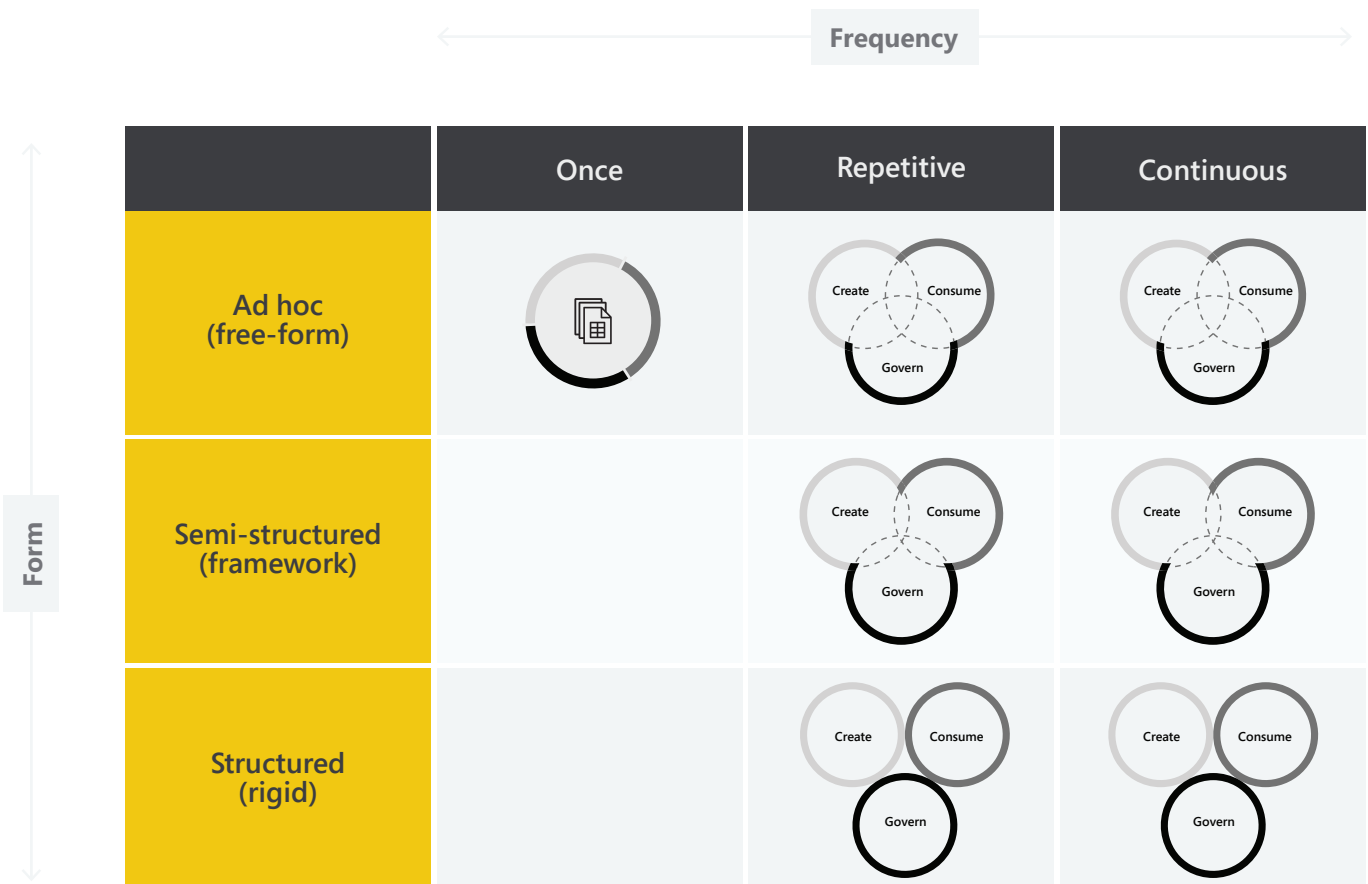 Frequency
Once
Repetitive
Continuous
Form
Ad hoc
(free-form)
Create
Consume
Govern
Create
Consume
Govern
Semi-structured
(framework)
Create
Consume
Govern
Create
Consume
Govern
Structured
(rigid)
Create
Consume
Govern
Create
Consume
Govern